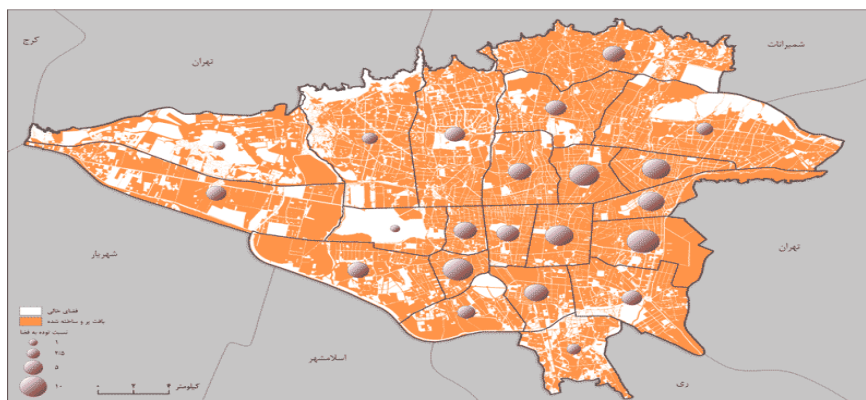 کرج
تهران
شمیرانات
تهران
شهریار
اسلامشهر
ری
فضای خالی
بافت پر و ساخته شده
نسبت توده به فضا
۱
۲/۵
۵
۱۰
کیلومتر